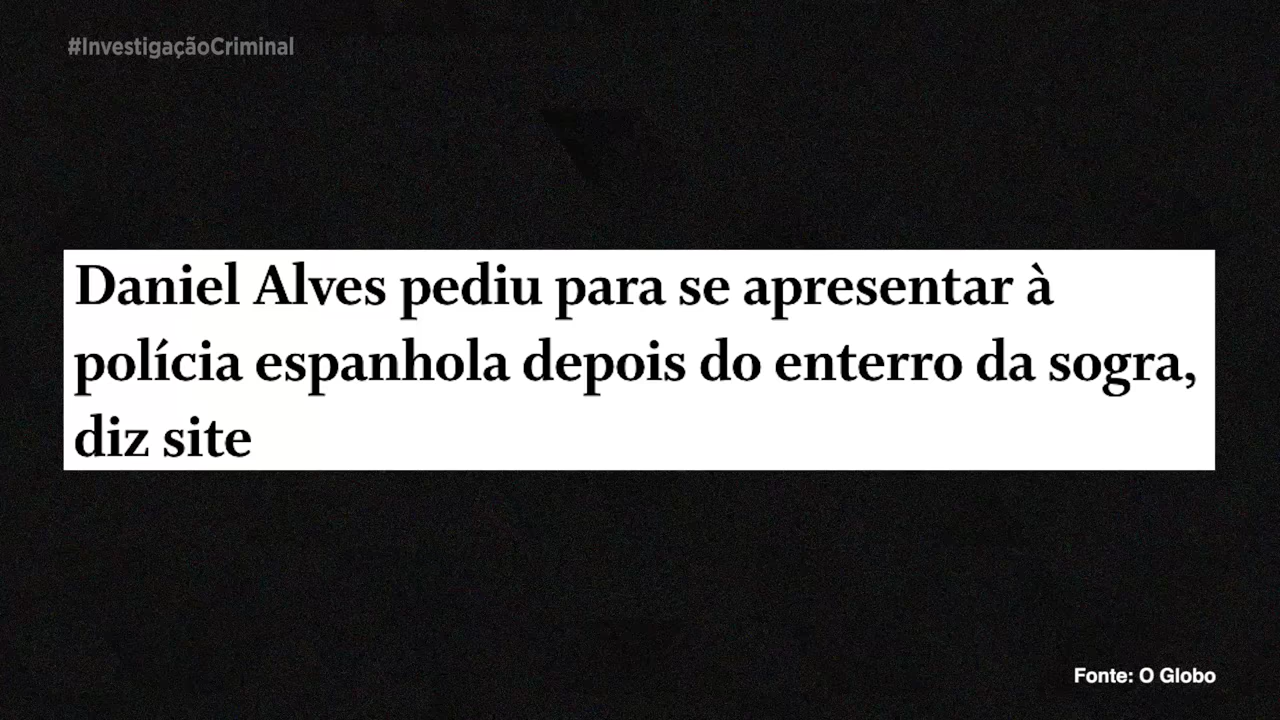 #InvestigaçãoCriminal
Daniel Alves pediu para se apresentar à
polícia espanhola depois do enterro da sogra,
diz site
Fonte: O Globo